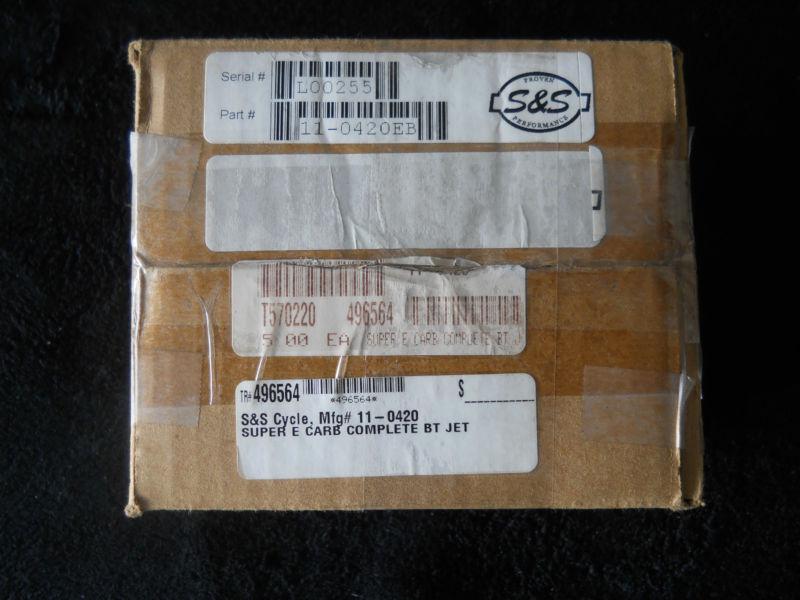 Serial # L00255
PROVEN
S&S
PERFORMANCE
Part # 11-0420EB
T570220 496564
5.00 EA SUPER E CARB COMPLETE BT J
TR# 496564 *496564* $
S&S Cycle, Mfg# 11-0420
SUPER E CARB COMPLETE BT JET